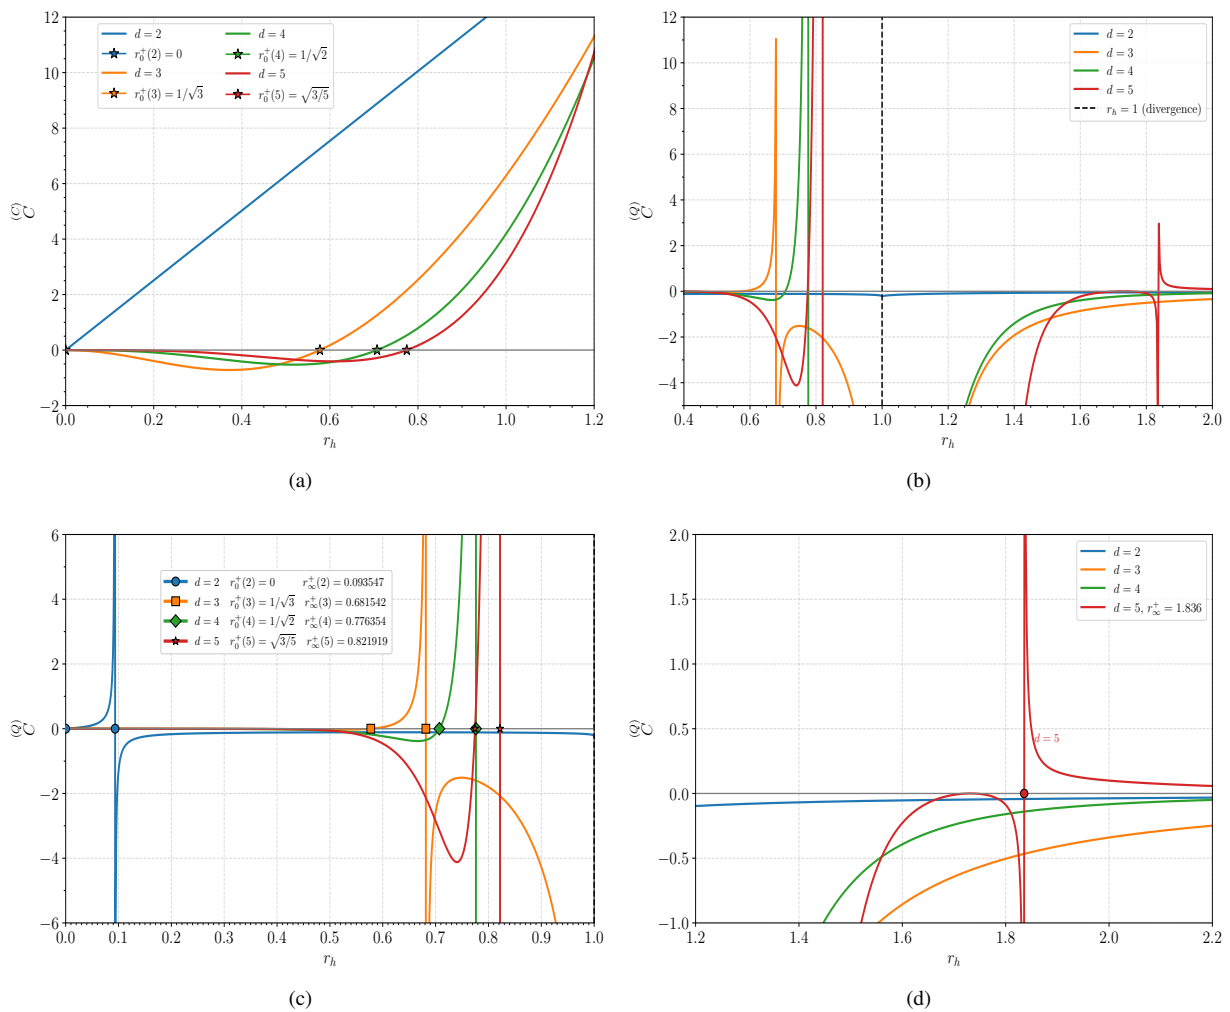 12
10
8
6
4
2
0
−2
0.0 0.2 0.4 0.6 0.8 1.0 1.2
r_h
(C)
C
d = 2
r_0^+(2) = 0
d = 3
r_0^+(3) = 1/√3
d = 4
r_0^+(4) = 1/√2
d = 5
r_0^+(5) = √3/5
(a)
12
10
8
6
4
2
0
−2
−4
0.4 0.6 0.8 1.0 1.2 1.4 1.6 1.8 2.0
r_h
(Q)
C
d = 2
d = 3
d = 4
d = 5
r_h = 1 (divergence)
(b)
6
4
2
0
−2
−4
−6
0.0 0.1 0.2 0.3 0.4 0.5 0.6 0.7 0.8 0.9 1.0
r_h
(Q)
C
d = 2 r_0^+(2) = 0 r_∞^+(2) = 0.093547
d = 3 r_0^+(3) = 1/√3 r_∞^+(3) = 0.681542
d = 4 r_0^+(4) = 1/√2 r_∞^+(4) = 0.776354
d = 5 r_0^+(5) = √3/5 r_∞^+(5) = 0.821919
(c)
2.0
1.5
1.0
0.5
0.0
−0.5
−1.0
1.2 1.4 1.6 1.8 2.0 2.2
r_h
(Q)
C
d = 2
d = 3
d = 4
d = 5, r_∞^+ = 1.836
d = 5
(d)